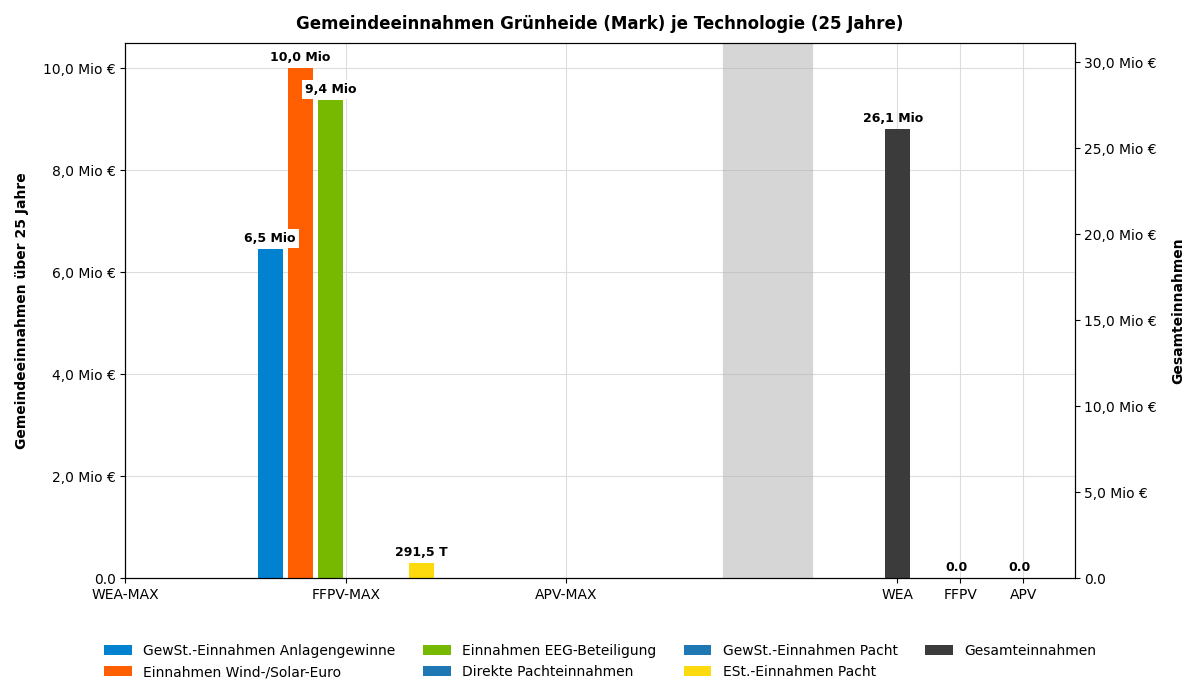 Gemeindeeinnahmen Grünheide (Mark) je Technologie (25 Jahre)
Gemeindeeinnahmen über 25 Jahre
10,0 Mio €
8,0 Mio €
6,0 Mio €
4,0 Mio €
2,0 Mio €
0.0
6,5 Mio
10,0 Mio
9,4 Mio
291,5 T
26,1 Mio
0.0
0.0
30,0 Mio €
25,0 Mio €
20,0 Mio €
15,0 Mio €
10,0 Mio €
5,0 Mio €
0.0
Gesamteinnahmen
WEA-MAX
FFPV-MAX
APV-MAX
WEA
FFPV
APV
GewSt.-Einnahmen Anlagengewinne
Einnahmen Wind-/Solar-Euro
Einnahmen EEG-Beteiligung
Direkte Pachteinnahmen
GewSt.-Einnahmen Pacht
ESt.-Einnahmen Pacht
Gesamteinnahmen